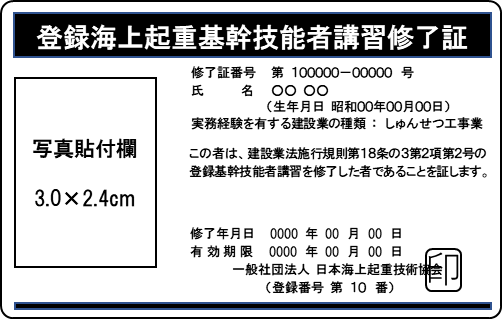 登録海上起重基幹技能者講習修了証
修了証番号 第 100000－00000 号
氏 名 〇〇 〇〇
（生年月日 昭和00年00月00日）
実務経験を有する建設業の種類：しゅんせつ工事業
写真貼付欄
3.0×2.4cm
この者は、建設業法施行規則第18条の3第2項第2号の
登録基幹技能者講習を修了した者であることを証します。
修了年月日 0000 年 00 月 00 日
有効期限 0000 年 00 月 00 日
一般社団法人 日本海上起重技術協会
印
（登録番号 第 10 番）